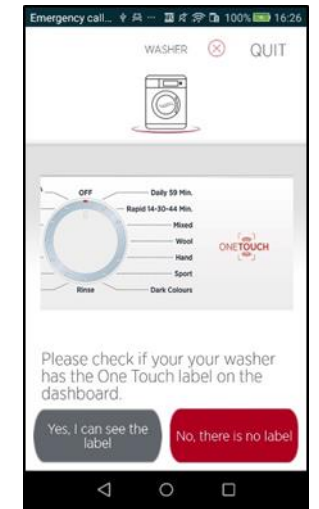 Emergency call... 100% 16:26
WASHER QUIT
OFF
Daily 59 Min.
Rapid 14-30-44 Min.
Mixed
Wool
Hand
Sport
Rinse
Dark Colours
ONETOUCH
Please check if your your washer
has the One Touch label on the
dashboard.
Yes, I can see the
label
No, there is no label